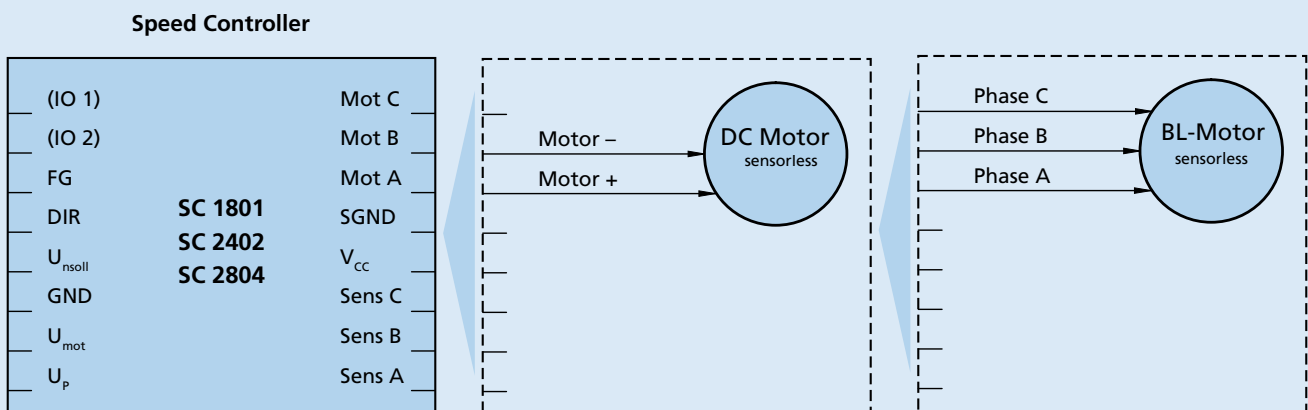 Speed Controller
(IO 1)
(IO 2)
FG
DIR
Unsoll
GND
Umot
UP
SC 1801
SC 2402
SC 2804
Mot C
Mot B
Mot A
SGND
VCC
Sens C
Sens B
Sens A
Motor –
Motor +
DC Motor
sensorless
Phase C
Phase B
Phase A
BL-Motor
sensorless